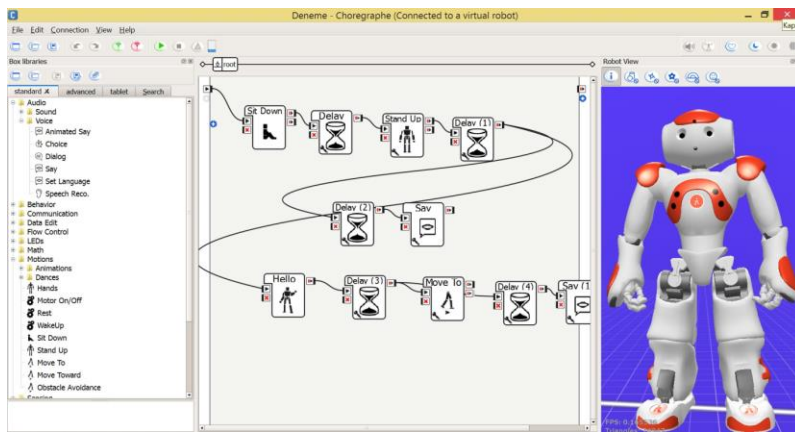 Deneme - Choregraphe (Connected to a virtual robot)
Kap
File Edit Connection View Help
Box libraries
standard
advanced
tablet
Search
Audio
Sound
Voice
Animated Say
Choice
Dialog
Say
Set Language
Speech Reco.
Behavior
Communication
Data Edit
Flow Control
LEDs
Math
Motions
Animations
Dances
Hands
Motor On/Off
Rest
WakeUp
Sit Down
Stand Up
Move To
Move Toward
Obstacle Avoidance
root
Sit Down
Delay
Stand Up
Delay (1)
Delay (2)
Say
Hello
Delay (3)
Move To
Delay (4)
Say (1
Robot View